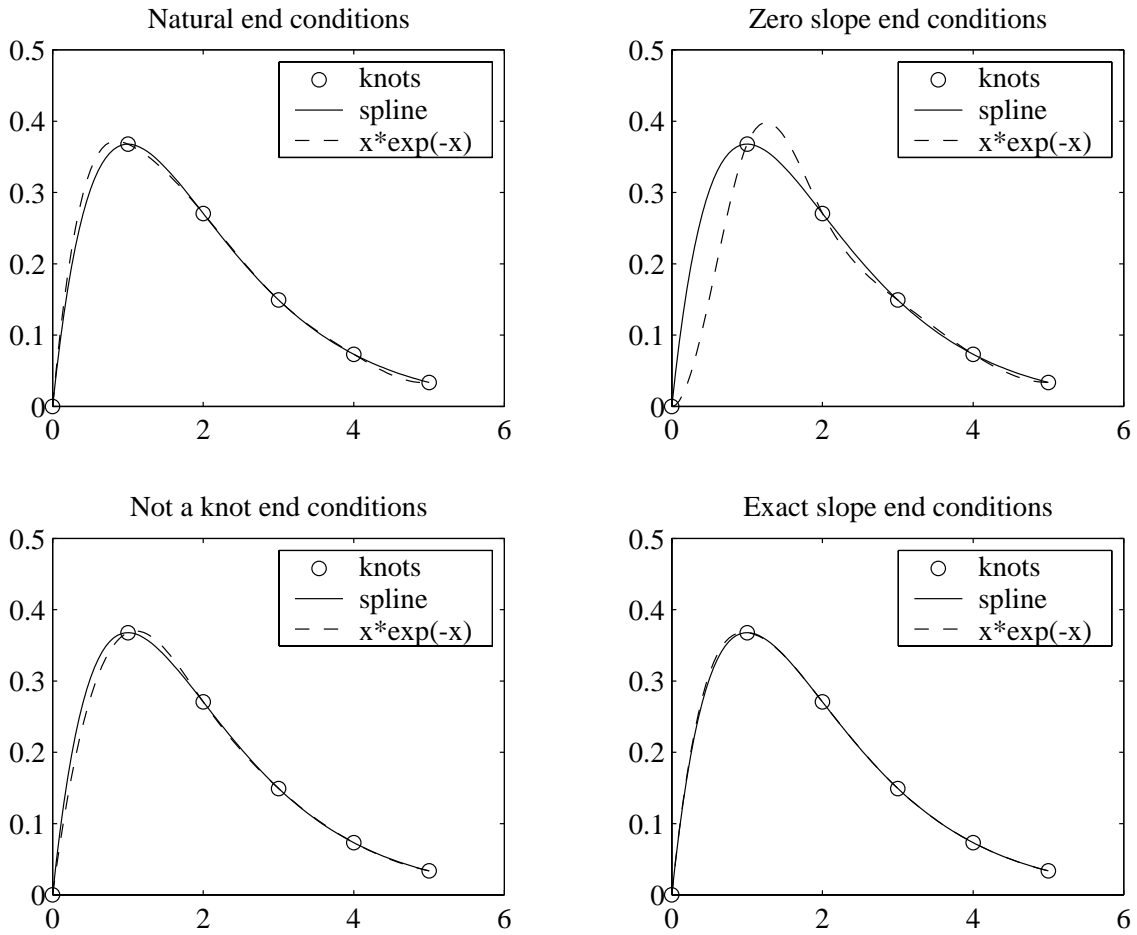 Natural end conditions
0.5
0.4
0.3
0.2
0.1
0
0 2 4 6
knots
spline
x*exp(-x)
Zero slope end conditions
0.5
0.4
0.3
0.2
0.1
0
0 2 4 6
knots
spline
x*exp(-x)
Not a knot end conditions
0.5
0.4
0.3
0.2
0.1
0
0 2 4 6
knots
spline
x*exp(-x)
Exact slope end conditions
0.5
0.4
0.3
0.2
0.1
0
0 2 4 6
knots
spline
x*exp(-x)